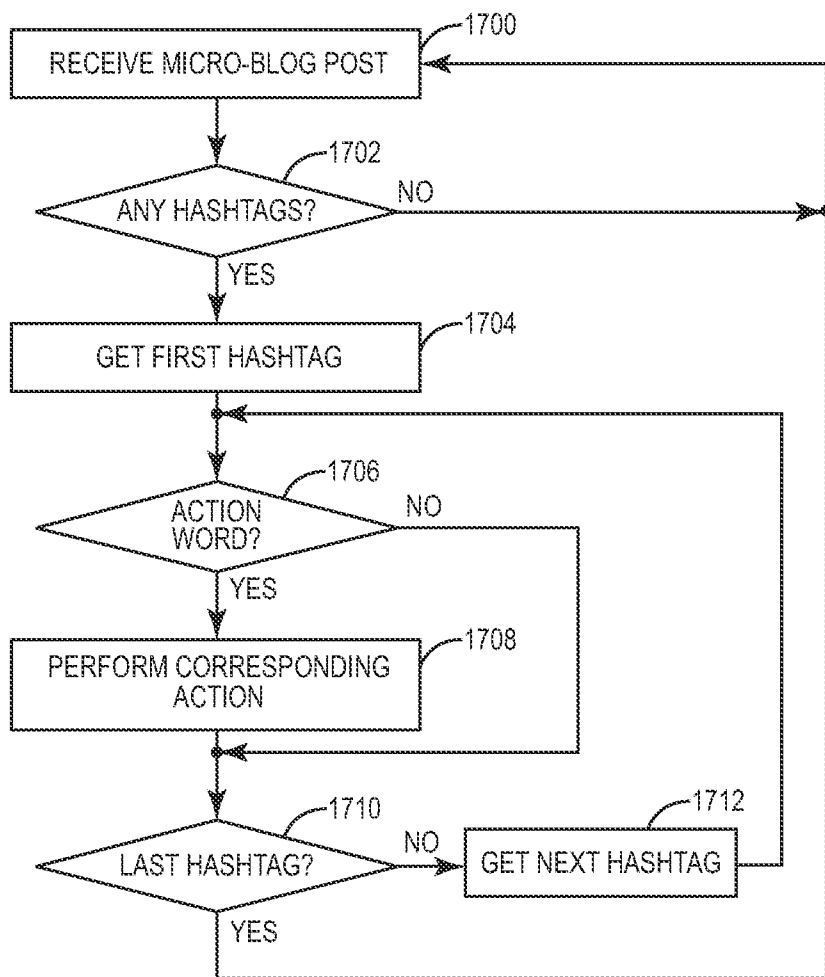 1700
RECEIVE MICRO-BLOG POST
1702
ANY HASHTAGS?
NO
YES
1704
GET FIRST HASHTAG
1706
ACTION
WORD?
NO
YES
1708
PERFORM CORRESPONDING
ACTION
1710
1712
LAST HASHTAG?
NO
GET NEXT HASHTAG
YES